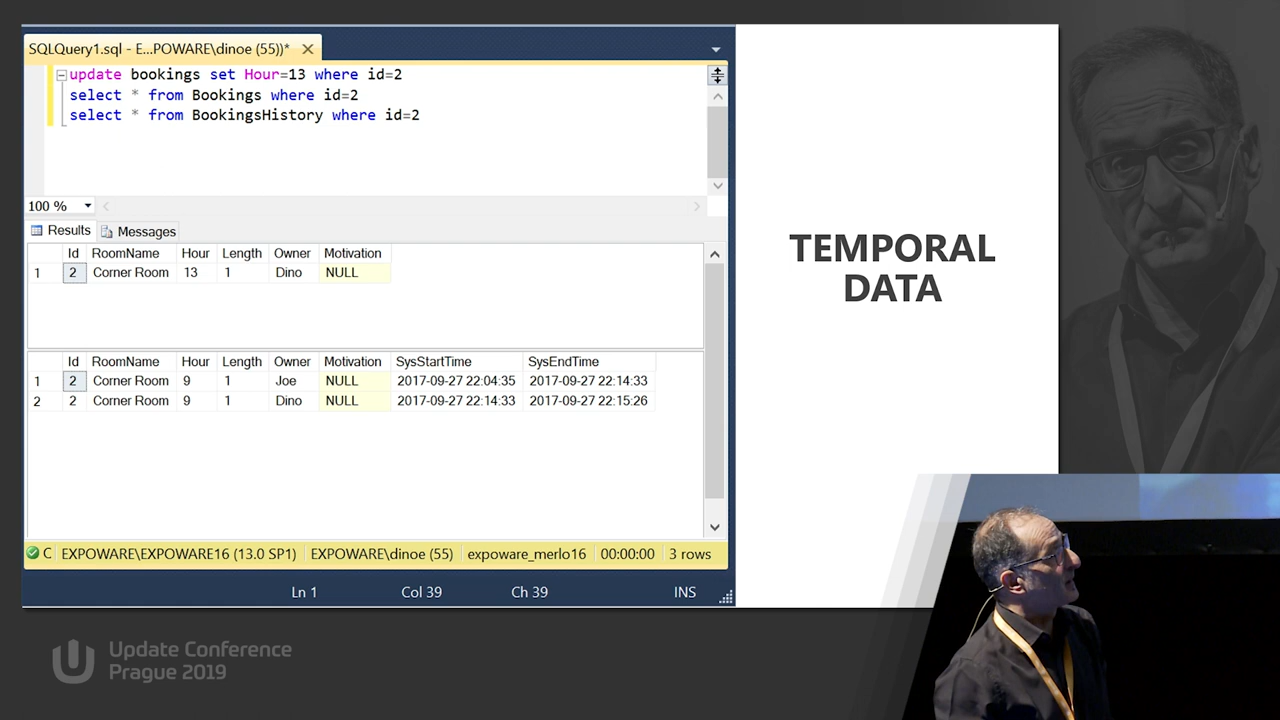 SQLQuery1.sql - E...POWARE\dinoe (55))*
update bookings set Hour=13 where id=2
select * from Bookings where id=2
select * from BookingsHistory where id=2
100 %
Results Messages
Id RoomName Hour Length Owner Motivation
1 2 Corner Room 13 1 Dino NULL
Id RoomName Hour Length Owner Motivation SysStartTime SysEndTime
1 2 Corner Room 9 1 Joe NULL 2017-09-27 22:04:35 2017-09-27 22:14:33
2 2 Corner Room 9 1 Dino NULL 2017-09-27 22:14:33 2017-09-27 22:15:26
C EXPOWARE\EXPOWARE16 (13.0 SP1) EXPOWARE\dinoe (55) expoware_merlo16 00:00:00 3 rows
Ln 1 Col 39 Ch 39 INS
TEMPORAL
DATA
Update Conference
Prague 2019